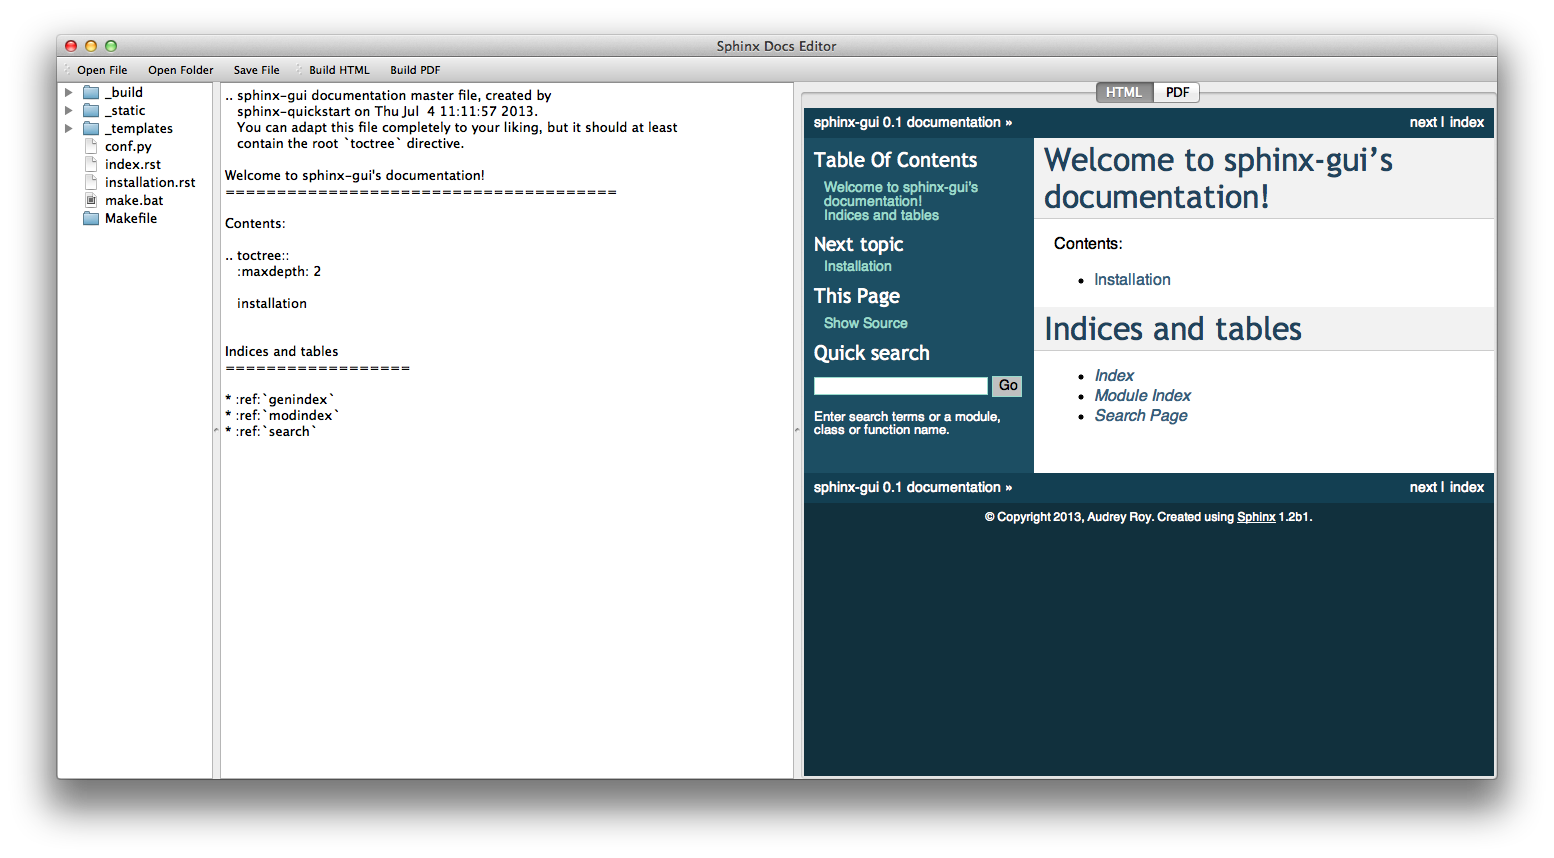 Sphinx Docs Editor
Open File Open Folder Save File Build HTML Build PDF
_build
_static
_templates
conf.py
index.rst
installation.rst
make.bat
Makefile
.. sphinx-gui documentation master file, created by
sphinx-quickstart on Thu Jul  4 11:11:57 2013.
You can adapt this file completely to your liking, but it should at least
contain the root `toctree` directive.
Welcome to sphinx-gui's documentation!
======================================
Contents:
.. toctree::
:maxdepth: 2
installation
Indices and tables
==================
* :ref:`genindex`
* :ref:`modindex`
* :ref:`search`
HTML PDF
sphinx-gui 0.1 documentation » next | index
Table Of Contents
Welcome to sphinx-gui’s
documentation!
Indices and tables
Next topic
Installation
This Page
Show Source
Quick search
Go
Enter search terms or a module,
class or function name.
Welcome to sphinx-gui’s
documentation!
Contents:
• Installation
Indices and tables
• Index
• Module Index
• Search Page
sphinx-gui 0.1 documentation » next | index
© Copyright 2013, Audrey Roy. Created using Sphinx 1.2b1.